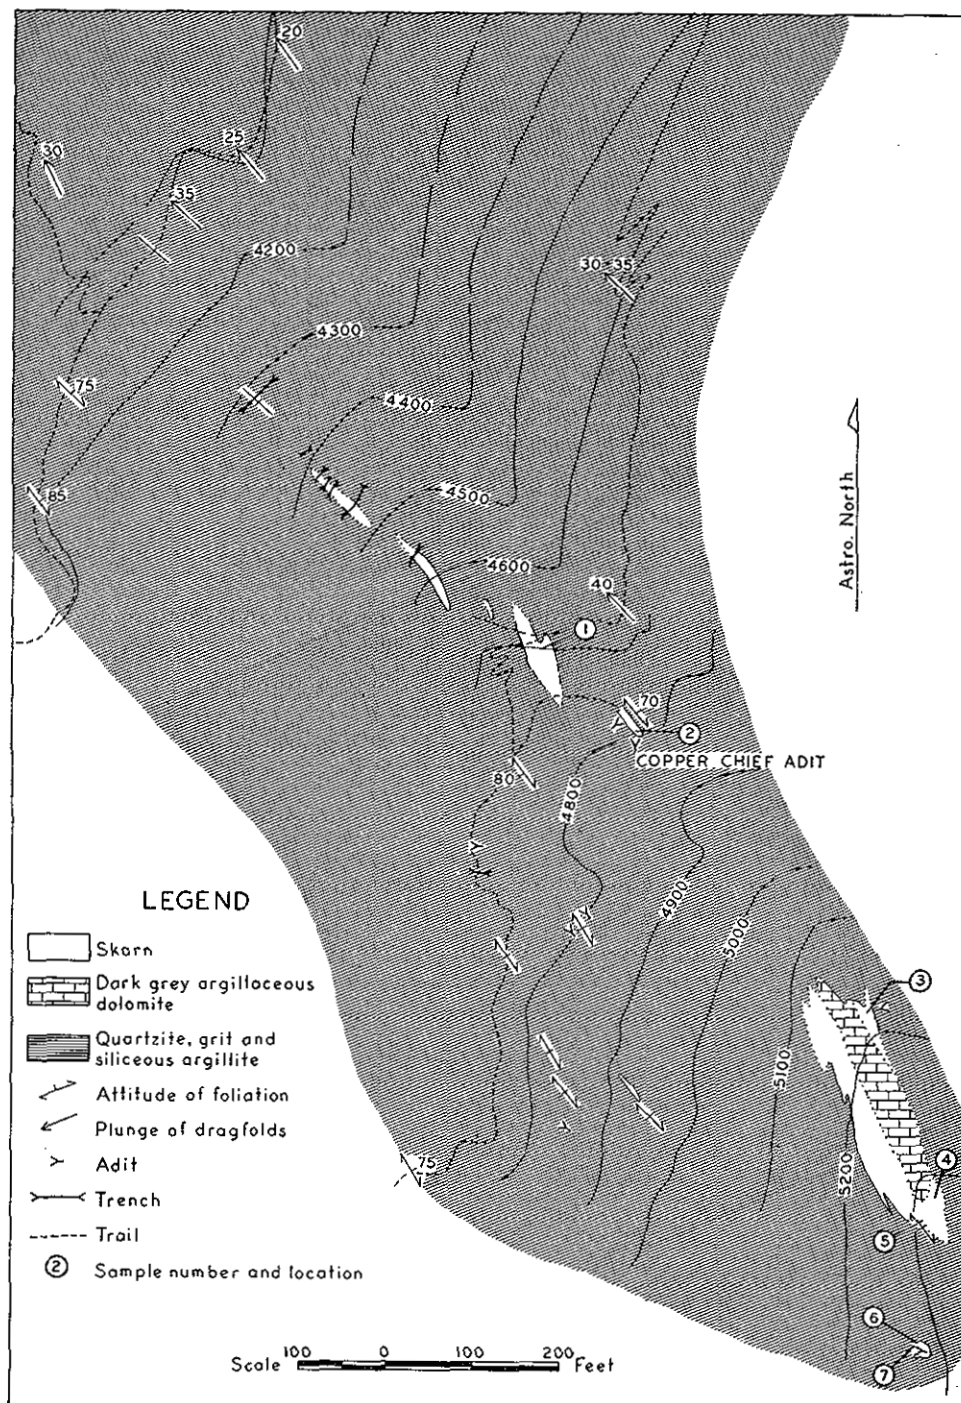 20
25
30
35
4200
30-35
4300
75
4400
85
4500
4600
40
1
70
2
COPPER CHIEF ADIT
80
4800
4900
5000
3
5100
4
75
5200
5
6
7
Astro. North
LEGEND
Skarn
Dark grey argillaceous
dolomite
Quartzite, grit and
siliceous argillite
Attitude of foliation
Plunge of dragfolds
Adit
Trench
Trail
2 Sample number and location
Scale 100 0 100 200 Feet